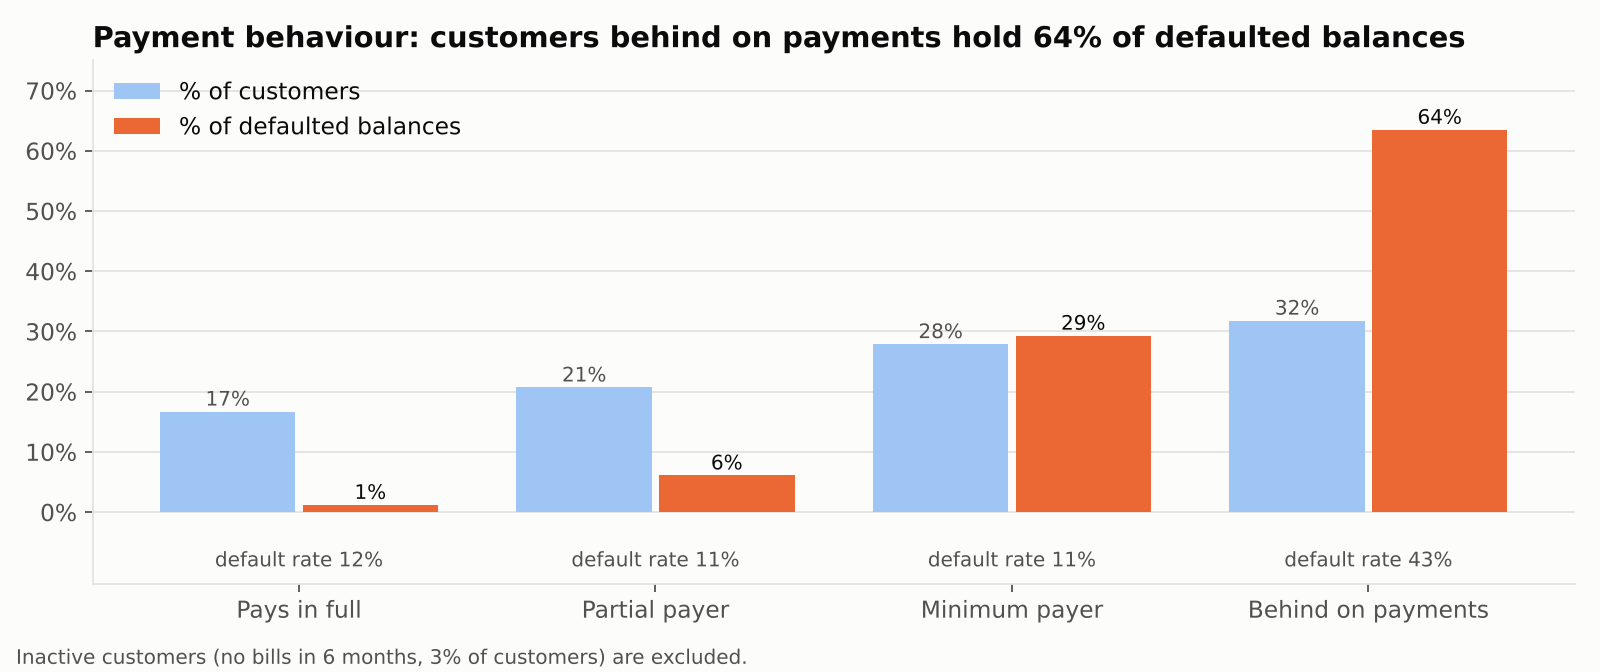 Payment behaviour: customers behind on payments hold 64% of defaulted balances
% of customers
% of defaulted balances
70%
60%
50%
40%
30%
20%
10%
0%
17%
1%
21%
6%
28%
29%
32%
64%
default rate 12%
default rate 11%
default rate 11%
default rate 43%
Pays in full
Partial payer
Minimum payer
Behind on payments
Inactive customers (no bills in 6 months, 3% of customers) are excluded.